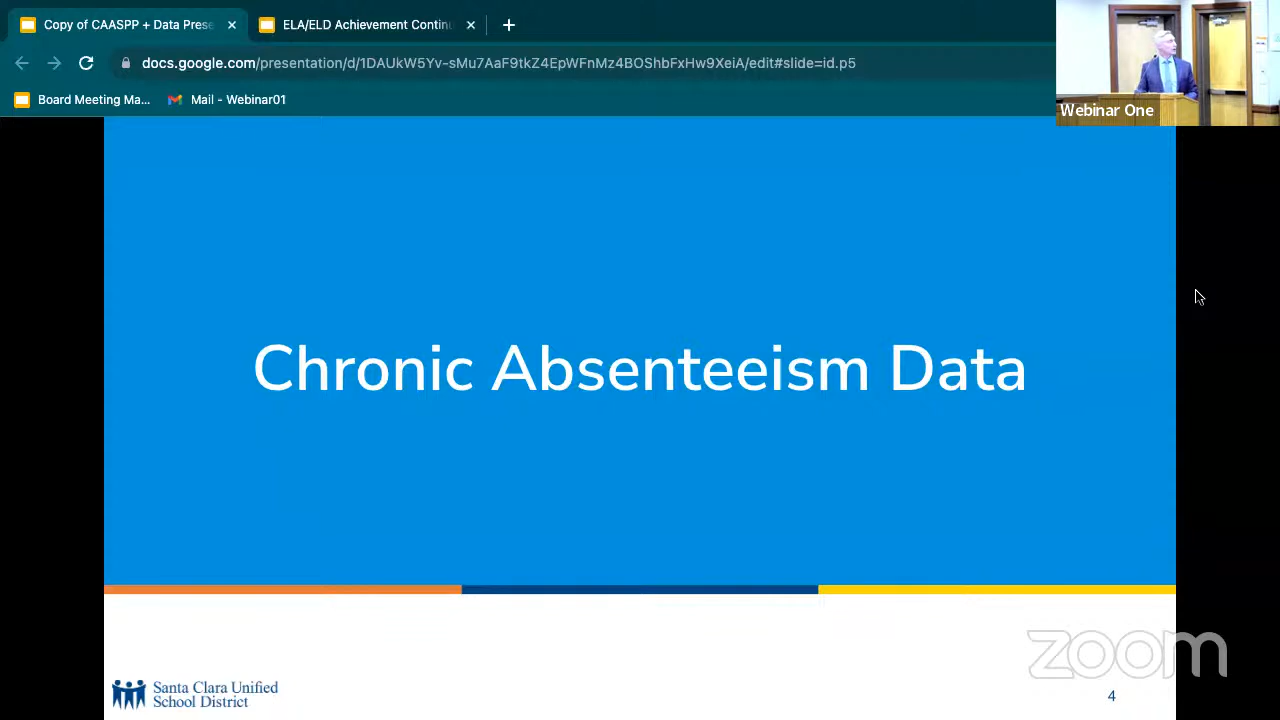 Copy of CAASPP + Data Prese
ELA/ELD Achievement Contin
docs.google.com/presentation/d/1DAUkW5Yv-sMu7AaF9tkZ4EpWFnMz4BOShbFxHw9XeiA/edit#slide=id.p5
Board Meeting Ma...
Mail - Webinar01
Webinar One
Chronic Absenteeism Data
zoom
Santa Clara Unified
School District
4